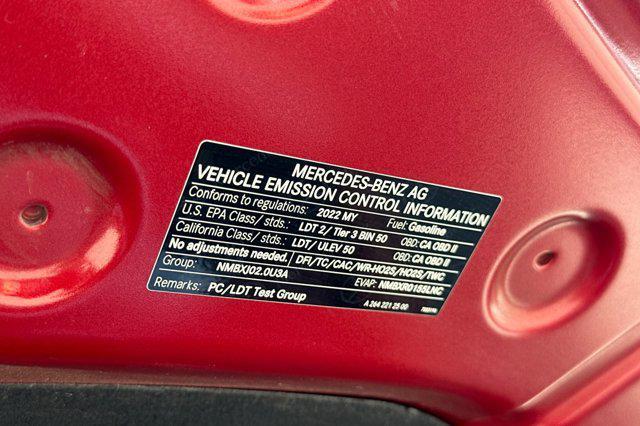 MERCEDES-BENZ AG
VEHICLE EMISSION CONTROL INFORMATION
Conforms to regulations: 2022 MY Fuel: Gasoline
U.S. EPA Class / stds.: LDT 2 / Tier 3 BIN 50 OBD: CA OBD II
California Class / stds.: LDT / ULEV 50 OBD: CA OBD II
No adjustments needed, DFI/TC/CAC/WR-HO2S/HO2S/TWC
Group: NMBXJ02.0U3A EVAP: NMBXR0155LNC
Remarks: PC/LDT Test Group A 264 221 25 00